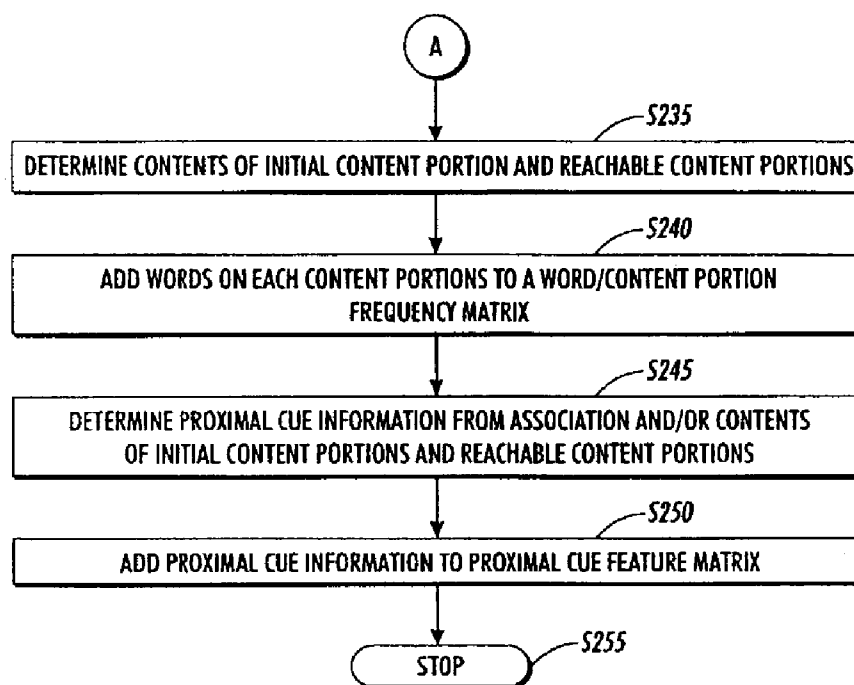 A
S235
DETERMINE CONTENTS OF INITIAL CONTENT PORTION AND REACHABLE CONTENT PORTIONS
S240
ADD WORDS ON EACH CONTENT PORTIONS TO A WORD/CONTENT PORTION
FREQUENCY MATRIX
S245
DETERMINE PROXIMAL CUE INFORMATION FROM ASSOCIATION AND/OR CONTENTS
OF INITIAL CONTENT PORTIONS AND REACHABLE CONTENT PORTIONS
S250
ADD PROXIMAL CUE INFORMATION TO PROXIMAL CUE FEATURE MATRIX
S255
STOP